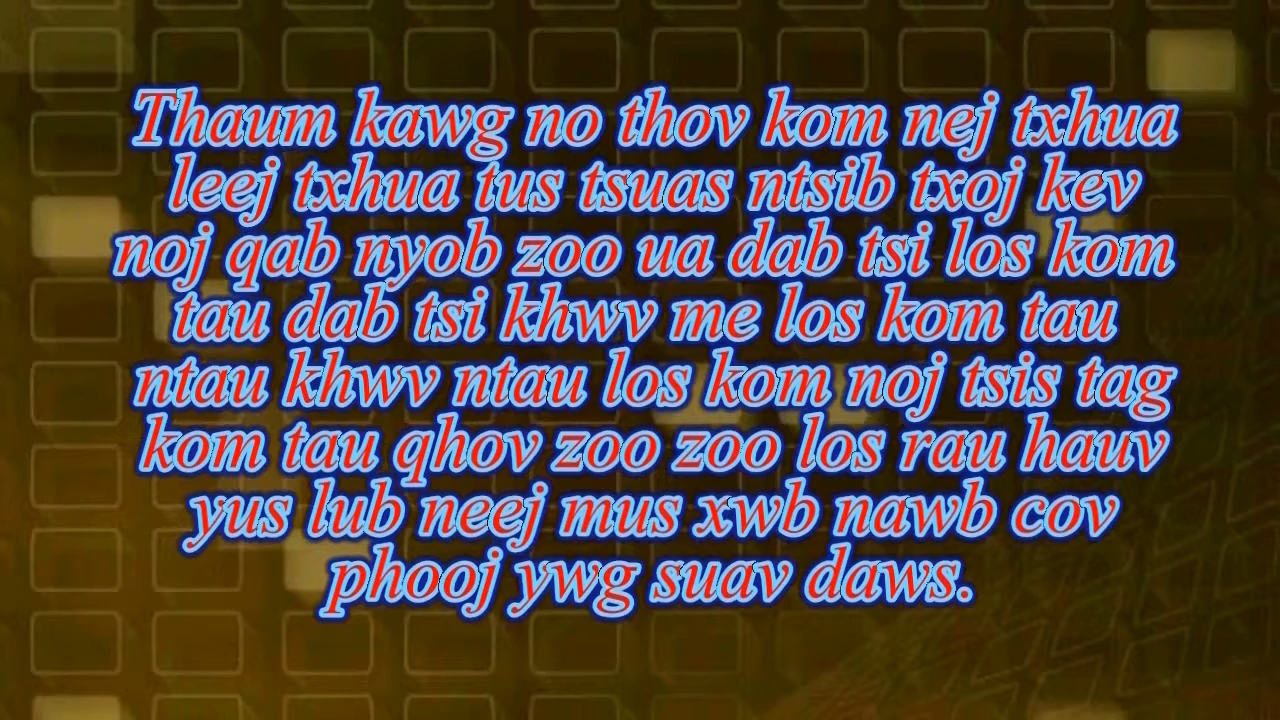 Thaum kawg no thov kom nej txhua
leej txhua tus tsuas ntsib txoj kev
noj qab nyob zoo ua dab tsi los kom
tau dab tsi khwv me los kom tau
ntau khwv ntau los kom noj tsis tag
kom tau qhov zoo zoo los rau hauv
yus lub neej mus xwb nawb cov
phooj ywg suav daws.